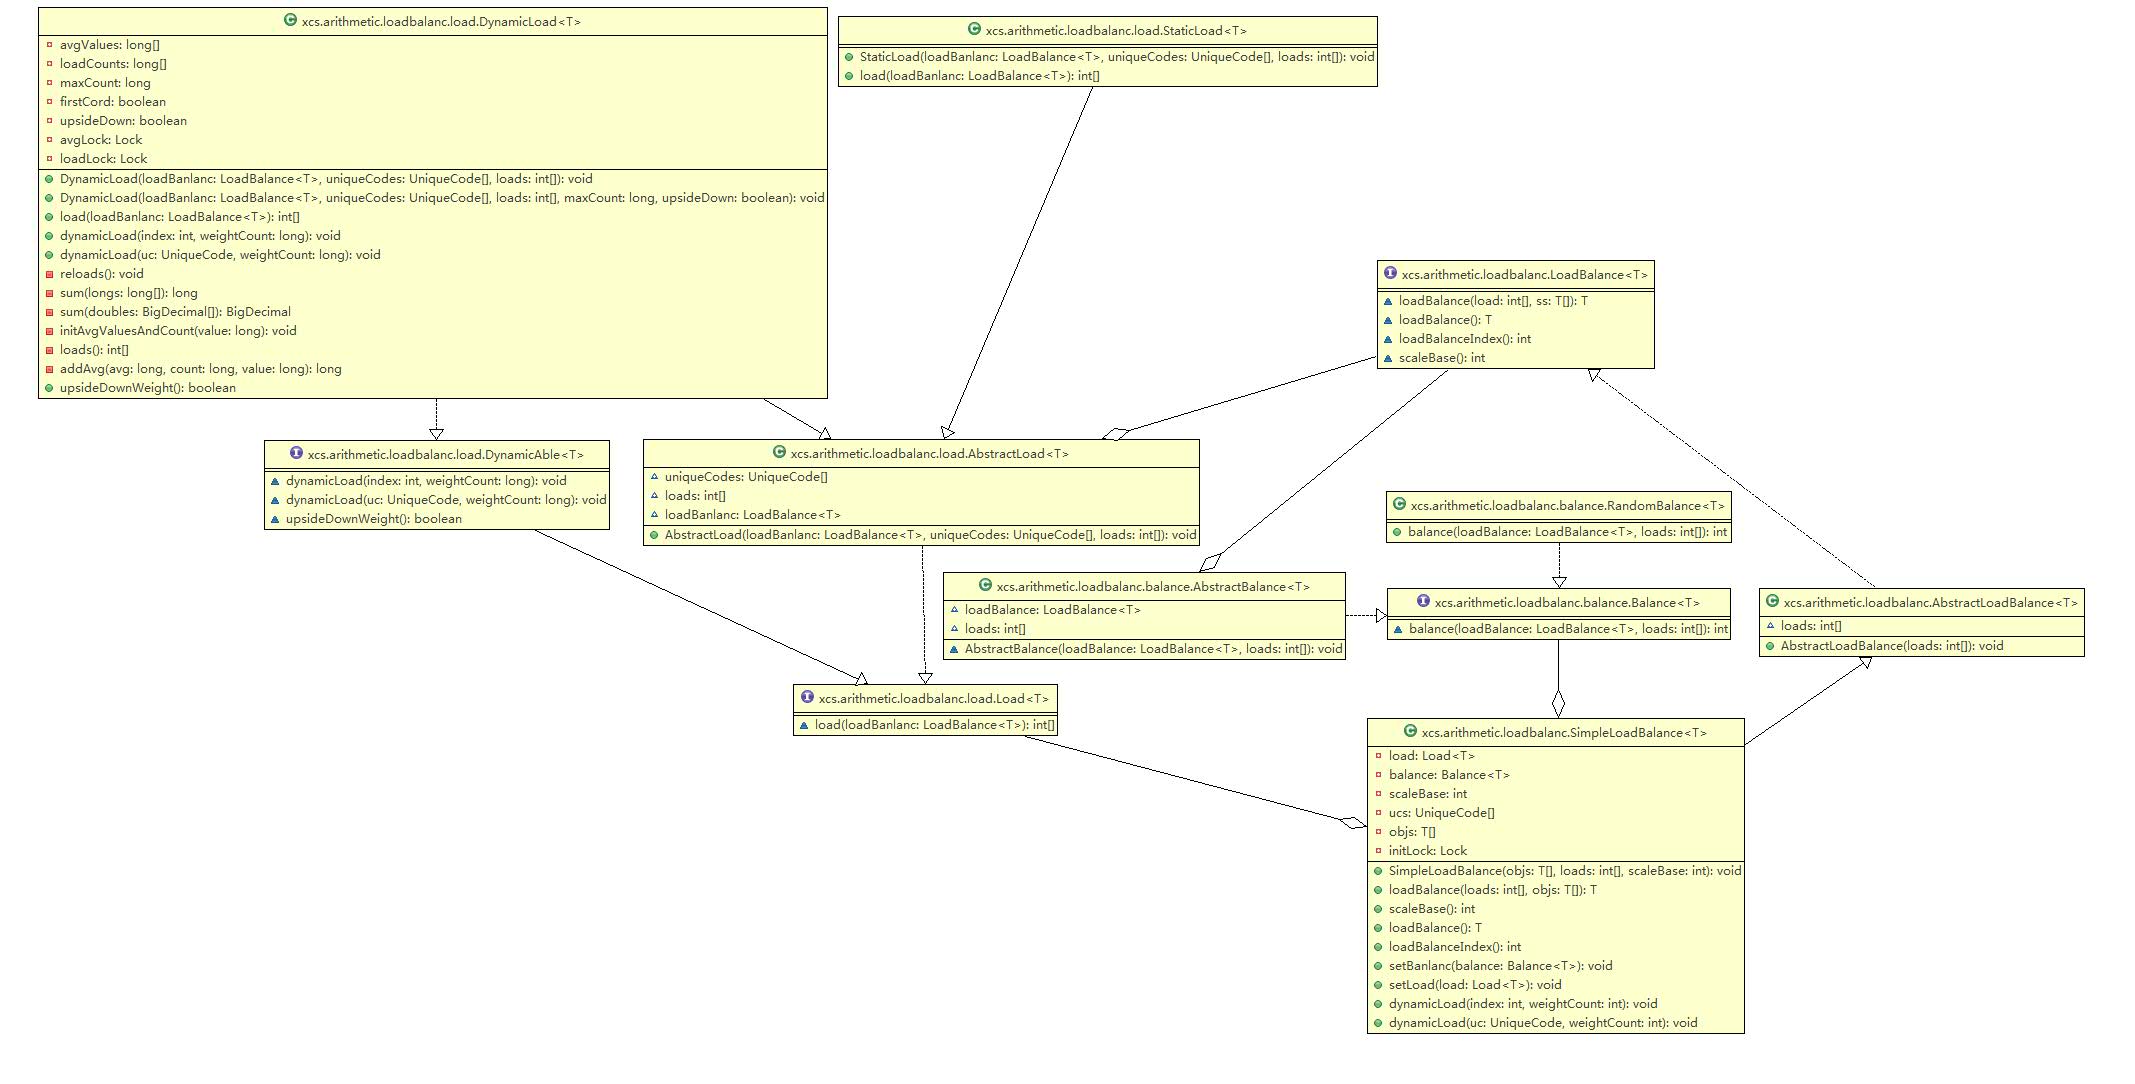 xcs.arithmetic.loadbalanc.load.DynamicLoad<T>
avgValues: long[]
loadCounts: long[]
maxCount: long
firstCord: boolean
upsideDown: boolean
avgLock: Lock
loadLock: Lock
DynamicLoad(loadBanlanc: LoadBalance<T>, uniqueCodes: UniqueCode[], loads: int[]): void
DynamicLoad(loadBanlanc: LoadBalance<T>, uniqueCodes: UniqueCode[], loads: int[], maxCount: long, upsideDown: boolean): void
load(loadBanlanc: LoadBalance<T>): int[]
dynamicLoad(index: int, weightCount: long): void
dynamicLoad(uc: UniqueCode, weightCount: long): void
reloads(): void
sum(longs: long[]): long
sum(doubles: BigDecimal[]): BigDecimal
initAvgValuesAndCount(value: long): void
loads(): int[]
addAvg(avg: long, count: long, value: long): long
upsideDownWeight(): boolean
xcs.arithmetic.loadbalanc.load.StaticLoad<T>
StaticLoad(loadBanlanc: LoadBalance<T>, uniqueCodes: UniqueCode[], loads: int[]): void
load(loadBanlanc: LoadBalance<T>): int[]
xcs.arithmetic.loadbalanc.LoadBalance<T>
loadBalance(load: int[], ss: T[]): T
loadBalance(): T
loadBalanceIndex(): int
scaleBase(): int
xcs.arithmetic.loadbalanc.load.DynamicAble<T>
dynamicLoad(index: int, weightCount: long): void
dynamicLoad(uc: UniqueCode, weightCount: long): void
upsideDownWeight(): boolean
xcs.arithmetic.loadbalanc.load.AbstractLoad<T>
uniqueCodes: UniqueCode[]
loads: int[]
loadBanlanc: LoadBalance<T>
AbstractLoad(loadBanlanc: LoadBalance<T>, uniqueCodes: UniqueCode[], loads: int[]): void
xcs.arithmetic.loadbalanc.balance.RandomBalance<T>
balance(loadBalance: LoadBalance<T>, loads: int[]): int
xcs.arithmetic.loadbalanc.balance.AbstractBalance<T>
loadBalance: LoadBalance<T>
loads: int[]
AbstractBalance(loadBalance: LoadBalance<T>, loads: int[]): void
xcs.arithmetic.loadbalanc.balance.Balance<T>
balance(loadBalance: LoadBalance<T>, loads: int[]): int
xcs.arithmetic.loadbalanc.AbstractLoadBalance<T>
loads: int[]
AbstractLoadBalance(loads: int[]): void
xcs.arithmetic.loadbalanc.load.Load<T>
load(loadBanlanc: LoadBalance<T>): int[]
xcs.arithmetic.loadbalanc.SimpleLoadBalance<T>
load: Load<T>
balance: Balance<T>
scaleBase: int
ucs: UniqueCode[]
objs: T[]
initLock: Lock
SimpleLoadBalance(objs: T[], loads: int[], scaleBase: int): void
loadBalance(loads: int[], objs: T[]): T
scaleBase(): int
loadBalance(): T
loadBalanceIndex(): int
setBanlanc(balance: Balance<T>): void
setLoad(load: Load<T>): void
dynamicLoad(index: int, weightCount: int): void
dynamicLoad(uc: UniqueCode, weightCount: int): void